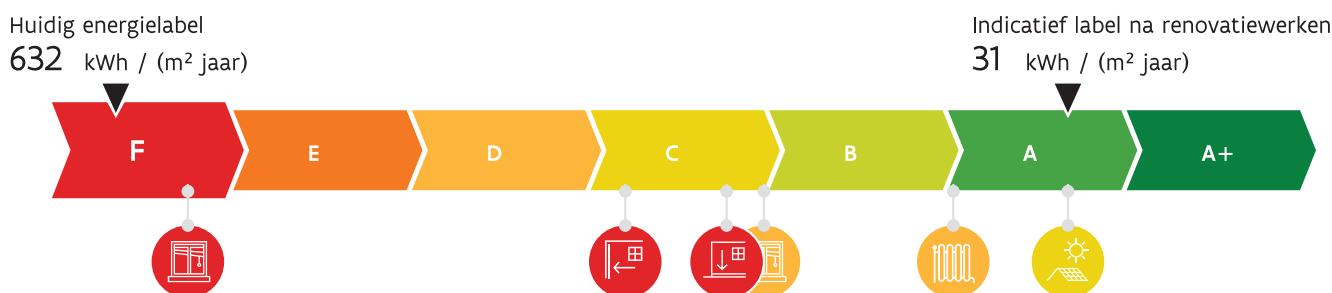 Huidig energielabel
632 kWh / (m² jaar)
Indicatief label na renovatiewerken
31 kWh / (m² jaar)
F E D C B A A+